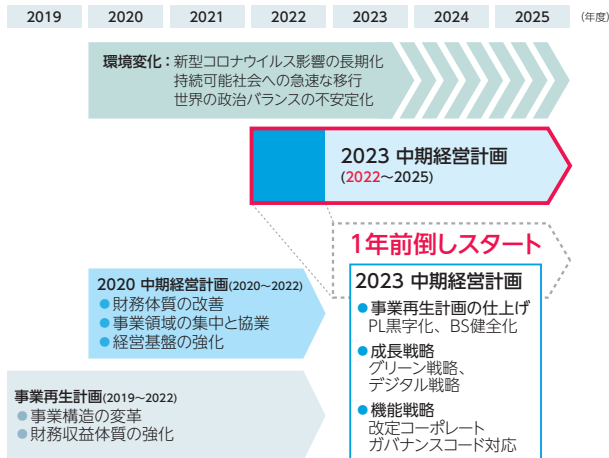 2019 2020 2021 2022 2023 2024 2025 (年度)
環境変化：新型コロナウイルス影響の長期化
持続可能社会への急速な移行
世界の政治バランスの不安定化
2023 中期経営計画
(2022～2025)
1年前倒しスタート
2020 中期経営計画(2020～2022)
●財務体質の改善
●事業領域の集中と協業
●経営基盤の強化
2023 中期経営計画
●事業再生計画の仕上げ
PL黒字化、BS健全化
●成長戦略
グリーン戦略、
デジタル戦略
●機能戦略
改定コーポレート
ガバナンスコード対応
事業再生計画(2019～2022)
●事業構造の変革
●財務収益体質の強化